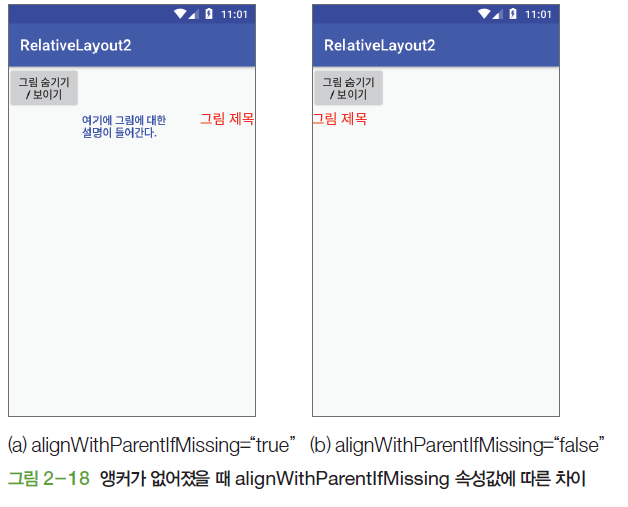 11:01
RelativeLayout2
그림 숨기기
/ 보이기
여기에 그림에 대한
설명이 들어간다.
그림 제목
11:01
RelativeLayout2
그림 숨기기
/ 보이기
그림 제목
(a) alignWithParentIfMissing=“true”
(b) alignWithParentIfMissing=“false”
그림 2-18 앵커가 없어졌을 때 alignWithParentIfMissing 속성값에 따른 차이